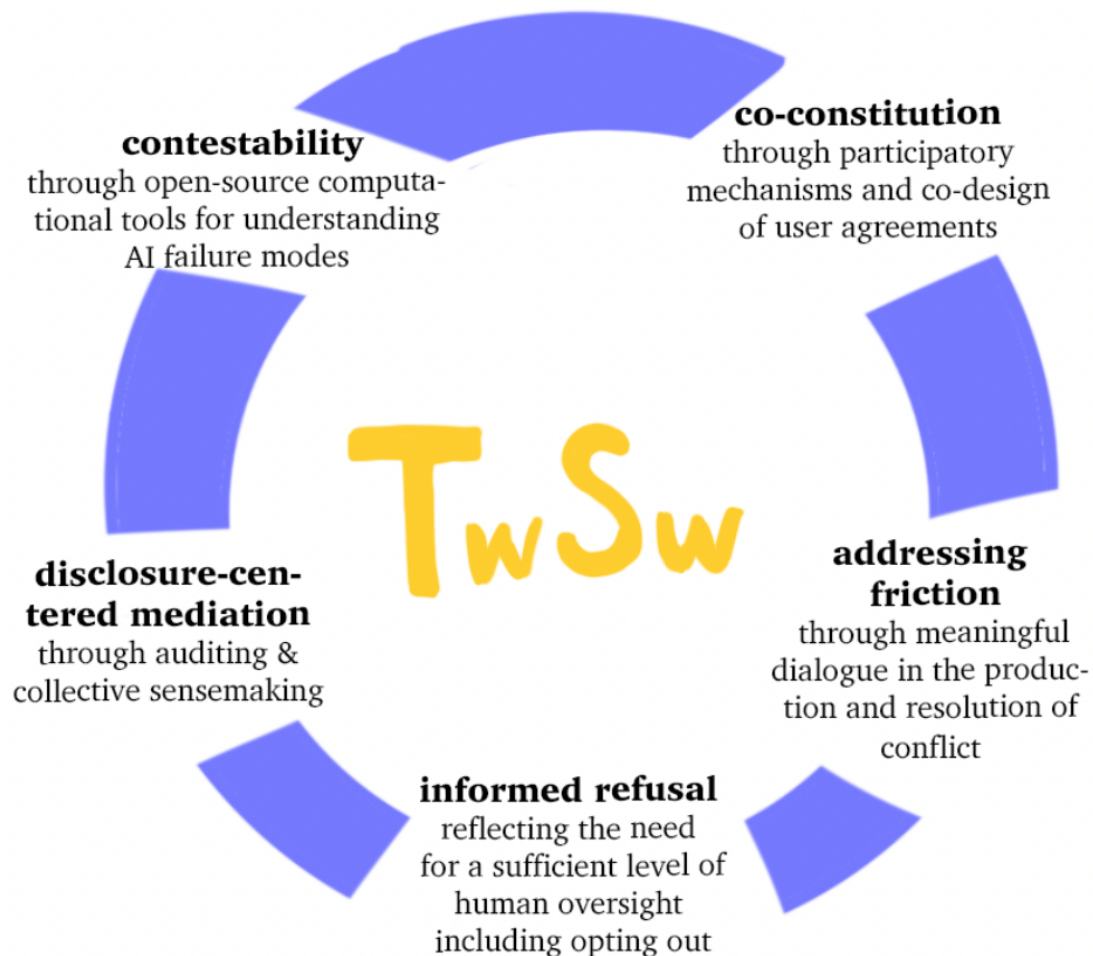 contestability
through open-source computa-
tional tools for understanding
AI failure modes
co-constitution
through participatory
mechanisms and co-design
of user agreements
TwSw
addressing
friction
through meaningful
dialogue in the produc-
tion and resolution of
conflict
disclosure-cen-
tered mediation
through auditing &
collective sensemaking
informed refusal
reflecting the need
for a sufficient level of
human oversight
including opting out